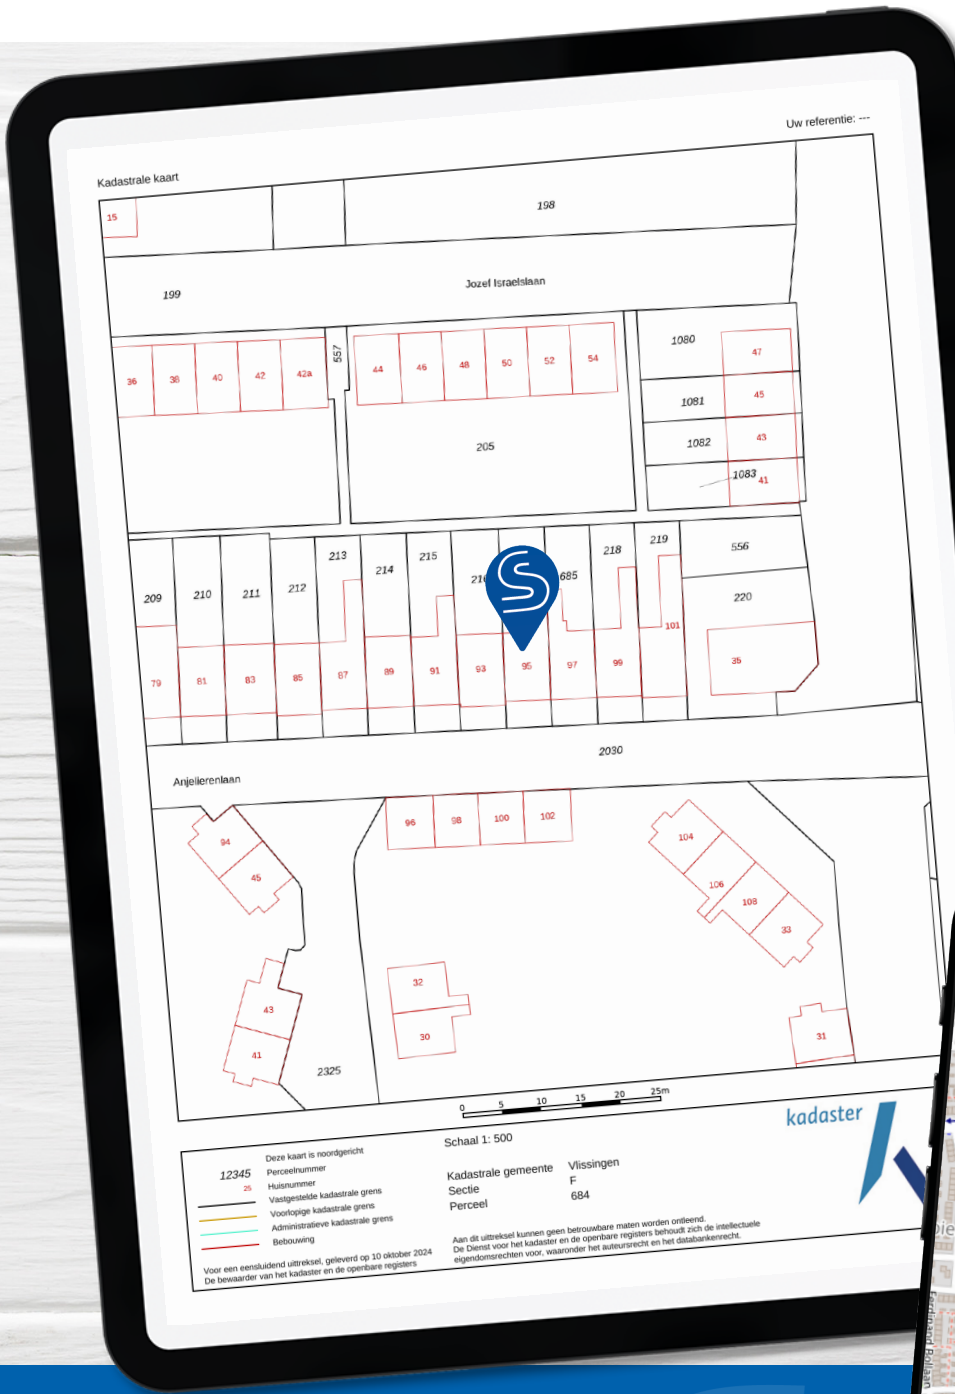 Uw referentie: ---
Kadastrale kaart
15
198
199
Jozef Israelslaan
557
36
38
40
42
42a
44
46
48
50
52
54
1080
47
1081
45
1082
43
1083
41
205
209
210
211
212
213
214
215
216
685
218
219
556
220
79
81
83
85
87
89
91
93
95
97
99
101
35
2030
Anjelierenlaan
94
45
96
98
100
102
104
106
108
33
43
41
32
30
31
2325
0 5 10 15 20 25m
Deze kaart is noordgericht
12345 Perceelnummer
25 Huisnummer
Vastgestelde kadastrale grens
Voorlopige kadastrale grens
Administratieve kadastrale grens
Bebouwing
Voor een eensluidend uittreksel, geleverd op 10 oktober 2024
De bewaarder van het kadaster en de openbare registers
Schaal 1: 500
Kadastrale gemeente Vlissingen
Sectie F
Perceel 684
Aan dit uittreksel kunnen geen betrouwbare maten worden ontleend.
De Dienst voor het kadaster en de openbare registers behoudt zich de intellectuele
eigendomsrechten voor, waaronder het auteursrecht en het databankenrecht.
kadaster
Ferdinand Bollaan